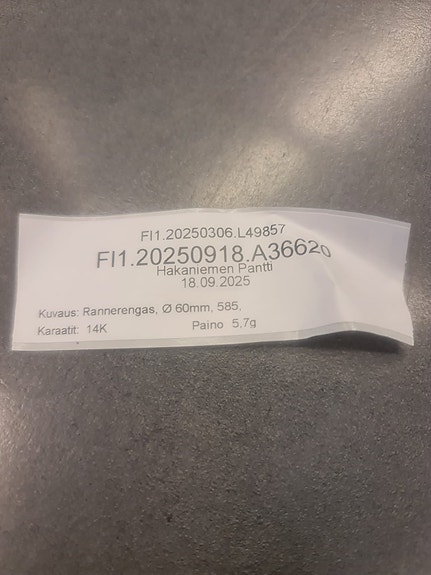 FI1.20250306.L49857
FI1.20250918.A36620
Hakaniemen Pantti
18.09.2025
Kuvaus: Rannerengas, Ø 60mm, 585,
Karaatit: 14K Paino 5,7g